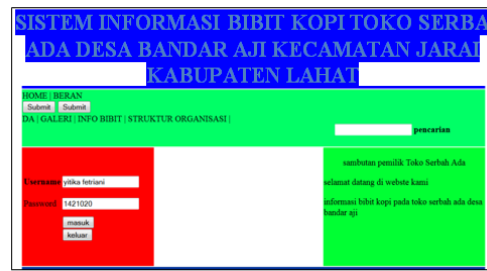 SISTEM INFORMASI BIBIT KOPI TOKO SERBA
ADA DESA BANDAR AJI KECAMATAN JARAI
KABUPATEN LAHAT
HOME | BERAN
Submit Submit
DA | GALERI | INFO BIBIT | STRUKTUR ORGANISASI |
pencarian
Username yitika fetriani
Password 1421020
masuk
keluar
sambutan pemilik Toko Serbah Ada
selamat datang di webste kami
informasi bibit kopi pada toko serbah ada desa
bandar aji